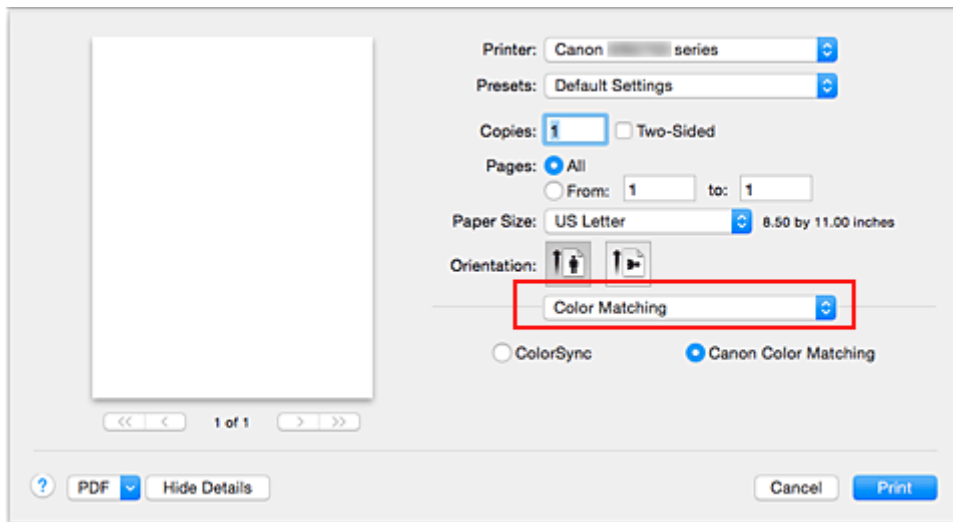 Printer: Canon series
Presets: Default Settings
Copies: 1 Two-Sided
Pages: All
From: 1 to: 1
Paper Size: US Letter 8.50 by 11.00 inches
Orientation:
Color Matching
ColorSync Canon Color Matching
<< < 1 of 1 > >>
? PDF Hide Details Cancel Print